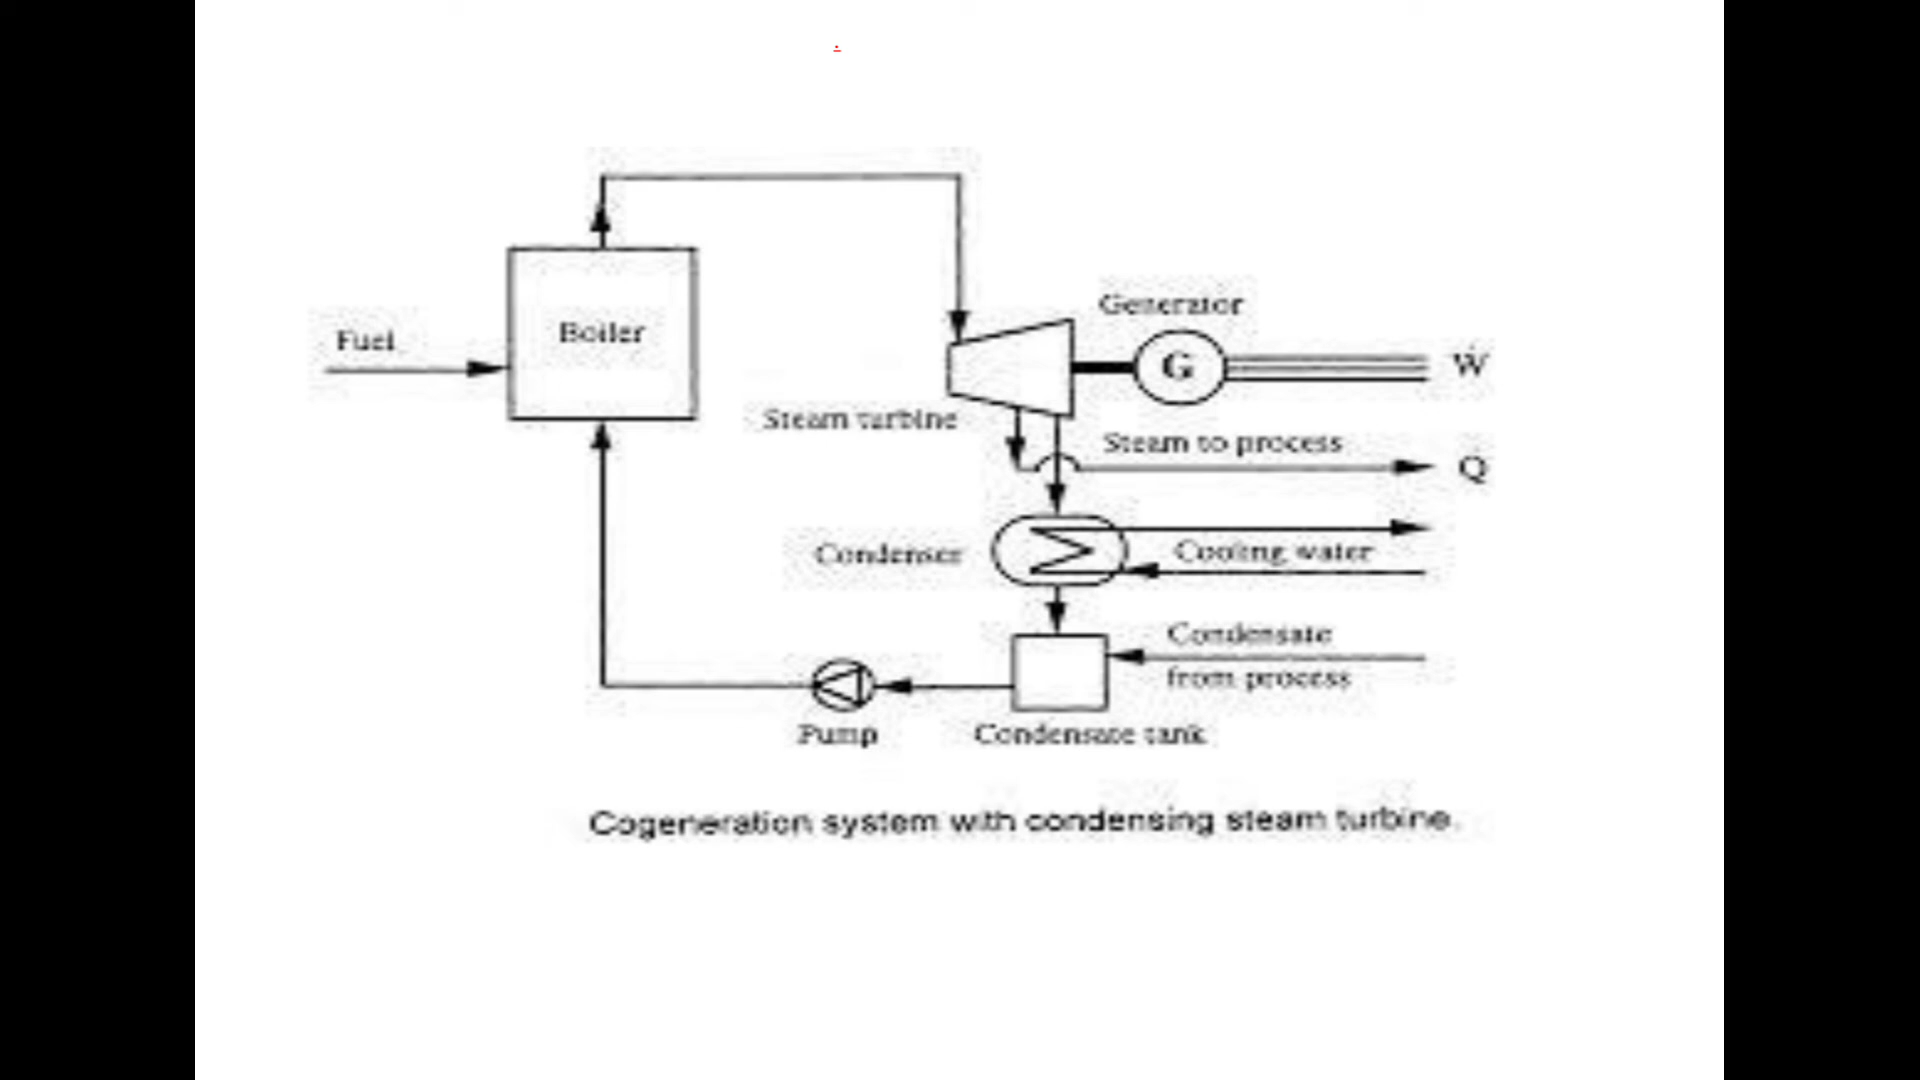 Generator
Fuel
Boiler
G
Ẇ
Steam turbine
Steam to process
Q
Condenser
Cooling water
Condensate
from process
Pump
Condensate tank
Cogeneration system with condensing steam turbine.